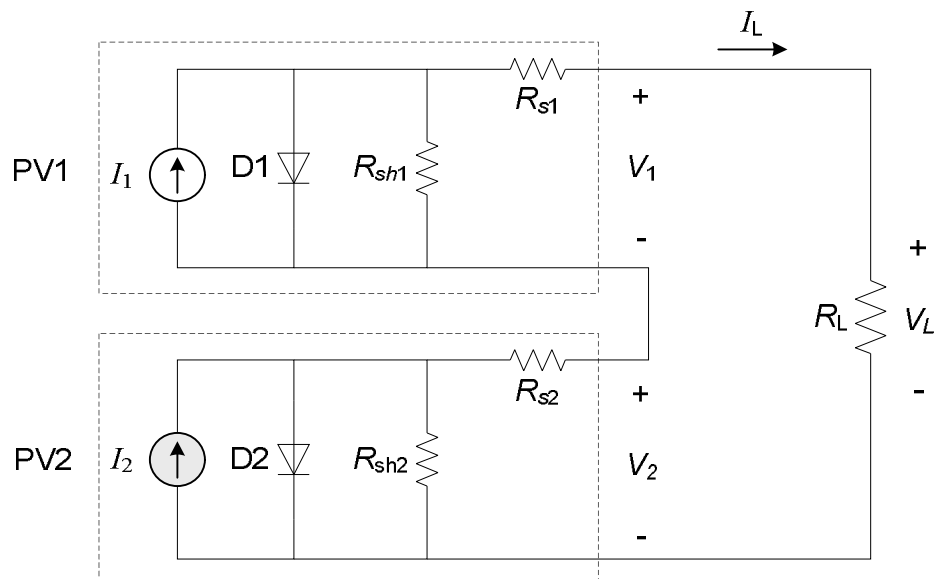 I_L
R_s1
+
PV1
I_1
D1
R_sh1
V_1
-
+
R_L
V_L
-
R_s2
+
PV2
I_2
D2
R_sh2
V_2
-